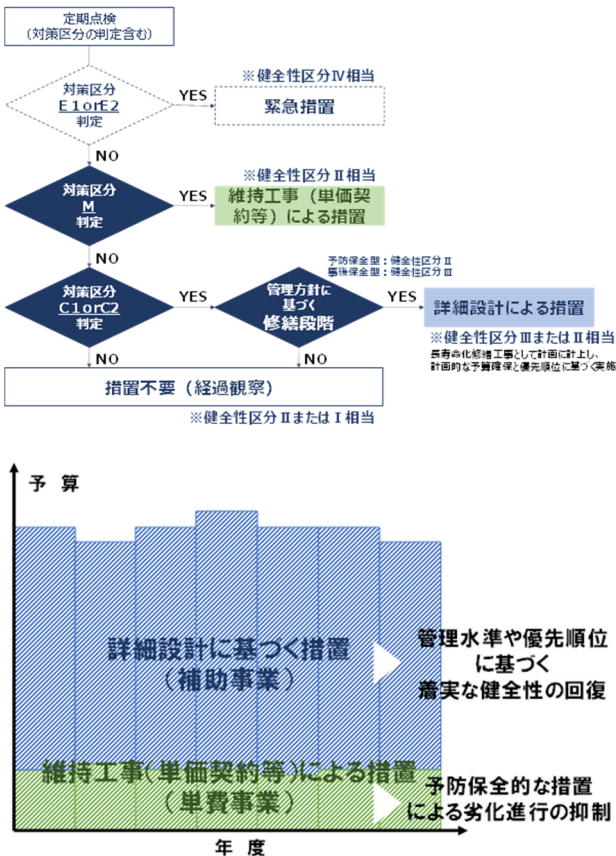 定期点検
(対策区分の判定含む)
対策区分
E1orE2
判定
YES
※健全性区分Ⅳ相当
緊急措置
NO
対策区分
M
判定
YES
※健全性区分Ⅱ相当
維持工事（単価契
約等）による措置
NO
対策区分
C1orC2
判定
YES
予防保全型：健全性区分Ⅱ
事後保全型：健全性区分Ⅲ
管理方針に
基づく
修繕段階
YES
詳細設計による措置
※健全性区分ⅢまたはⅡ相当
長寿命化修繕工事として計画に計上し、
計画的な予算確保と優先順位に基づく実施
NO
NO
措置不要（経過観察）
※健全性区分ⅡまたはⅠ相当
予 算
詳細設計に基づく措置
（補助事業）
管理水準や優先順位
に基づく
着実な健全性の回復
維持工事（単価契約等）による措置
（単費事業）
予防保全的な措置
による劣化進行の抑制
年 度